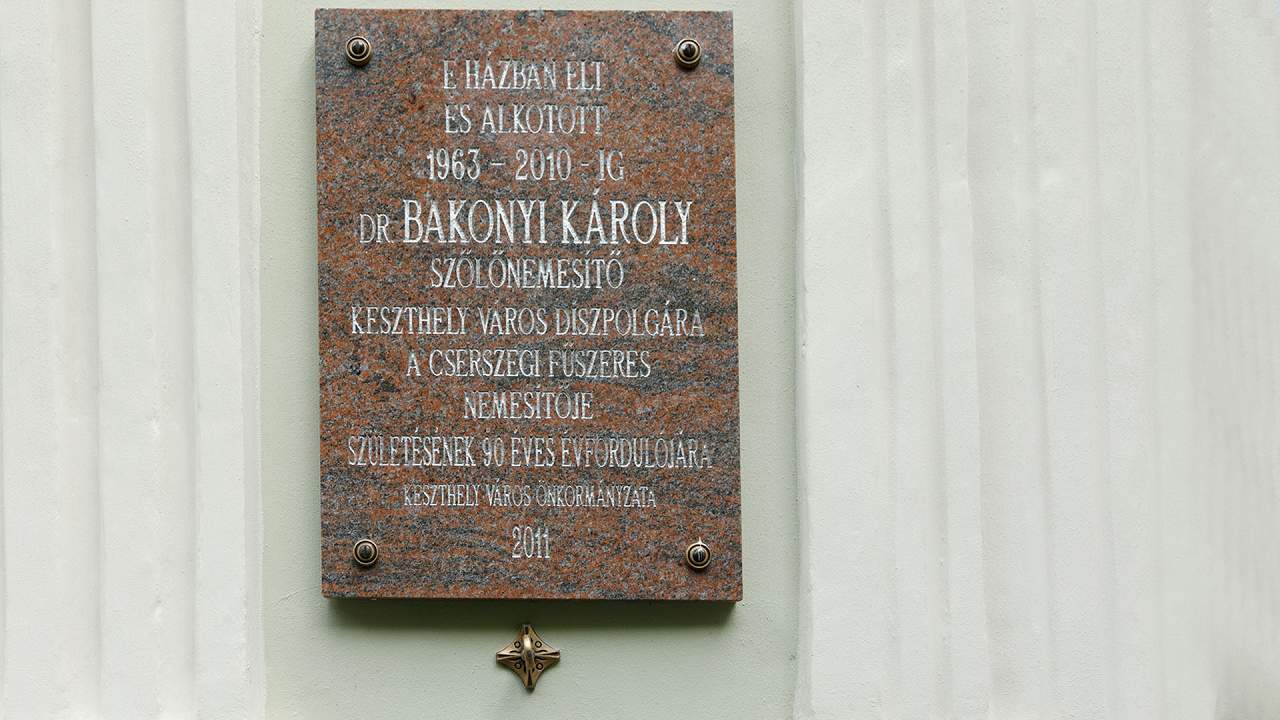 E HÁZBAN ÉLT
ÉS ALKOTOTT
1963 – 2010 - IG
DR. BAKONYI KÁROLY
SZŐLŐNEMESÍTŐ
KESZTHELY VÁROS DÍSZPOLGÁRA
A CSERSZEGI FŰSZERES
NEMESÍTŐJE
SZÜLETÉSÉNEK 90 ÉVES ÉVFORDULÓJÁRA
KESZTHELY VÁROS ÖNKORMÁNYZATA
2011